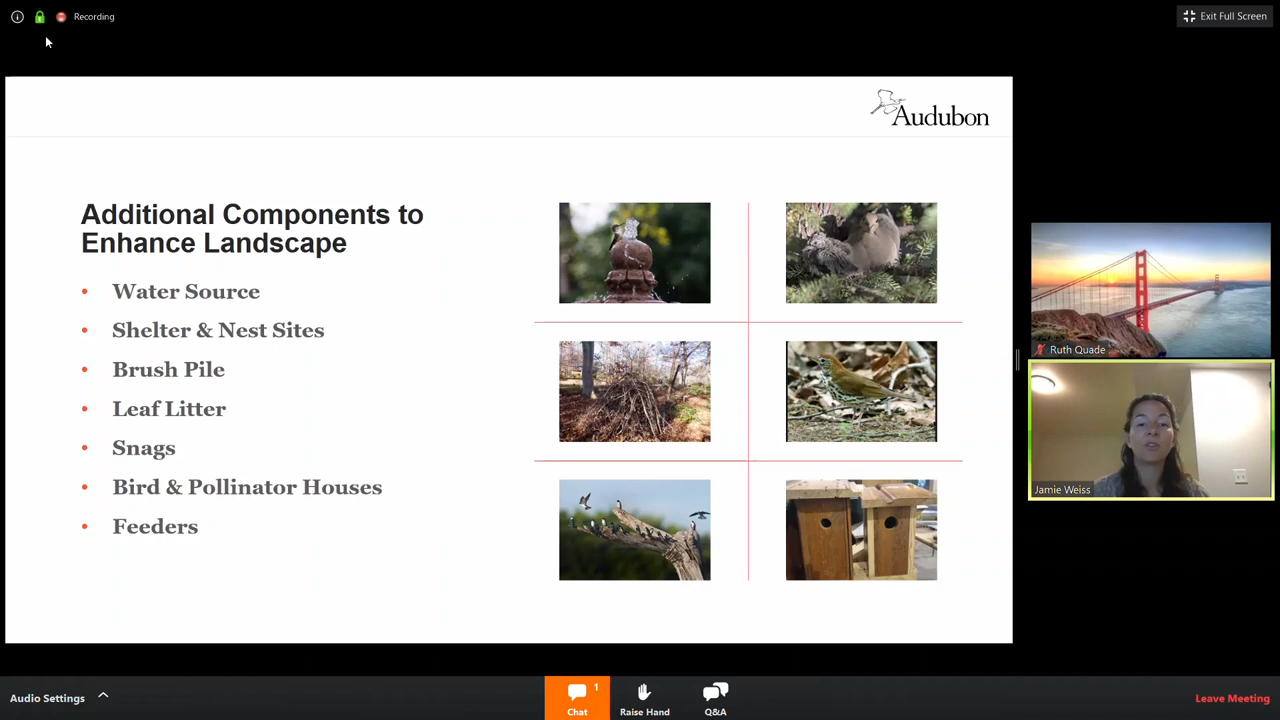 Recording
Exit Full Screen
Audubon
Additional Components to
Enhance Landscape
• Water Source
• Shelter & Nest Sites
• Brush Pile
• Leaf Litter
• Snags
• Bird & Pollinator Houses
• Feeders
Ruth Quade
Jamie Weiss
Audio Settings
1
Chat
Raise Hand
Q&A
Leave Meeting